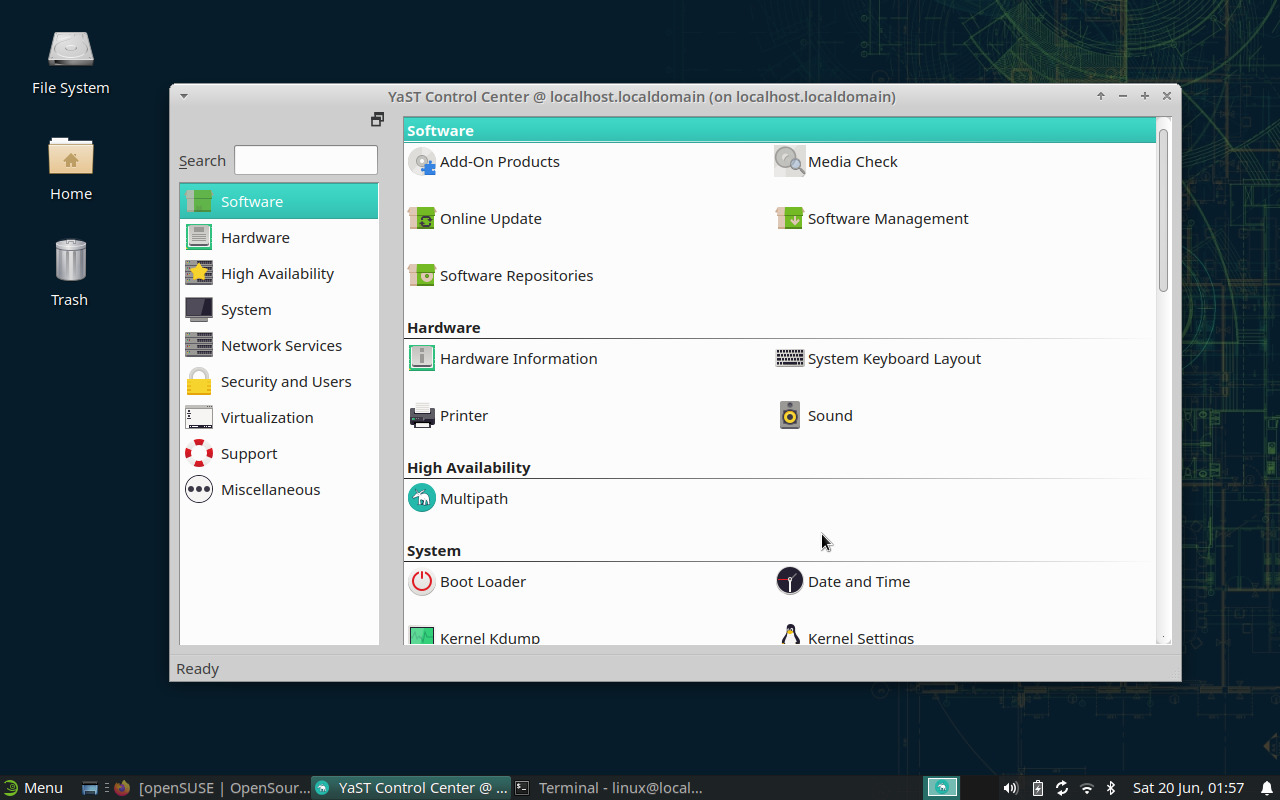 File System
Home
Trash
YaST Control Center @ localhost.localdomain (on localhost.localdomain)
Search
Software
Hardware
High Availability
System
Network Services
Security and Users
Virtualization
Support
Miscellaneous
Software
Add-On Products
Media Check
Online Update
Software Management
Software Repositories
Hardware
Hardware Information
System Keyboard Layout
Printer
Sound
High Availability
Multipath
System
Boot Loader
Date and Time
Kernel Kdump
Kernel Settings
Ready
Menu
[openSUSE | OpenSour...
YaST Control Center @ ...
Terminal - linux@local...
Sat 20 Jun, 01:57